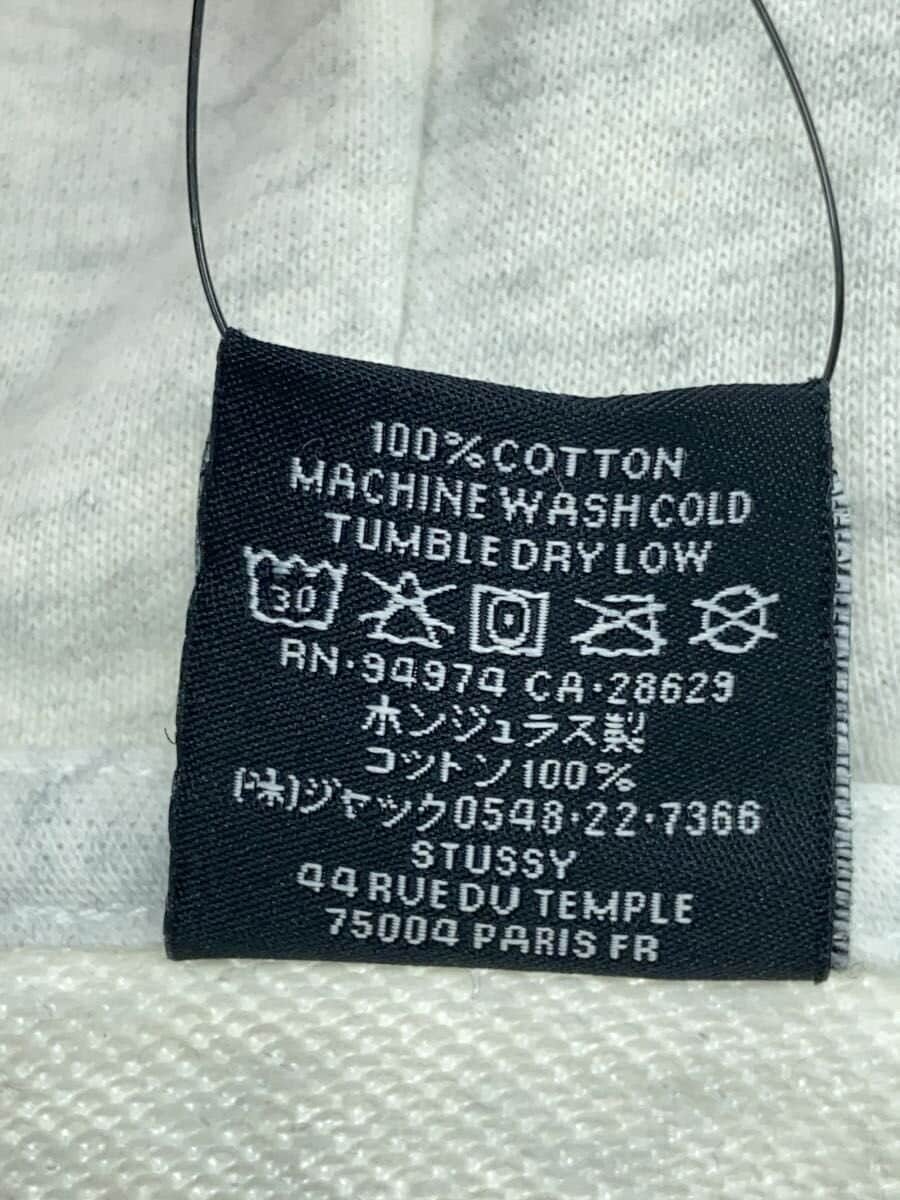 100% COTTON
MACHINE WASH COLD
TUMBLE DRY LOW
30
RN·94974 CA·28629
ホンジュラス製
コットン100%
(株)ジャック0548·22·7366
STUSSY
44 RUE DU TEMPLE
75004 PARIS FR